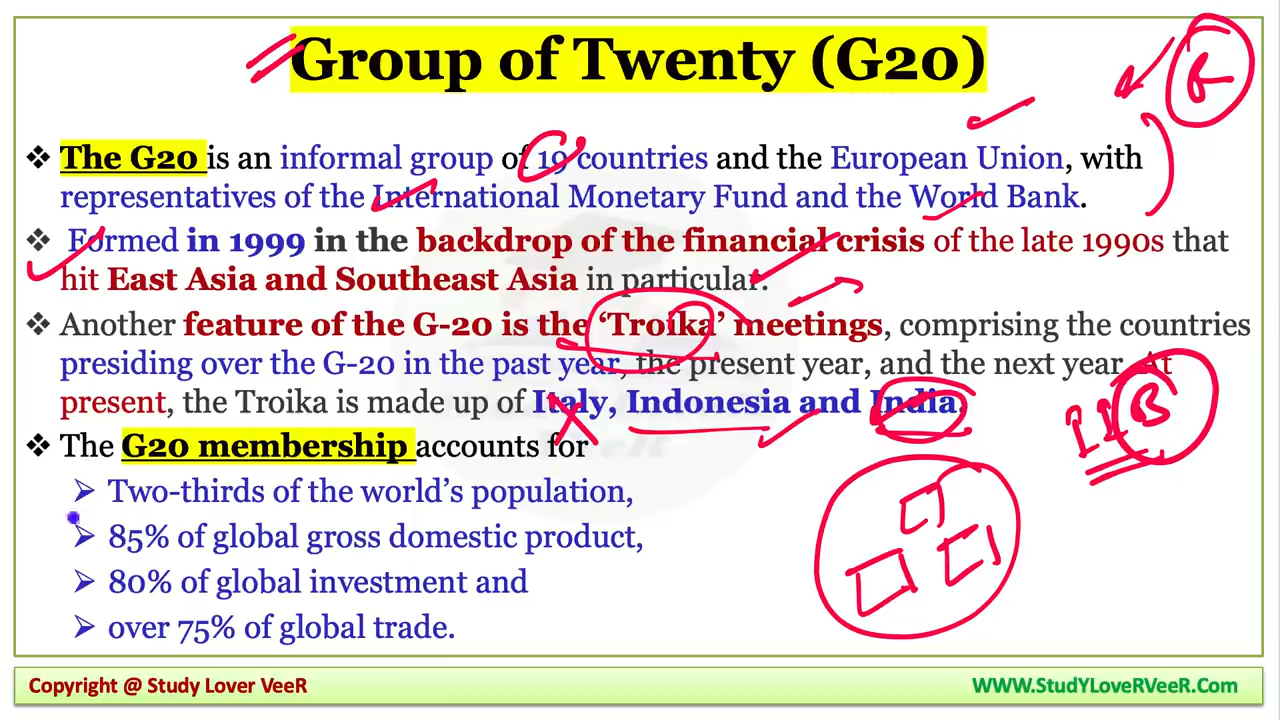 Group of Twenty (G20)
❖ The G20 is an informal group of 19 countries and the European Union, with
representatives of the International Monetary Fund and the World Bank.
❖ Formed in 1999 in the backdrop of the financial crisis of the late 1990s that
hit East Asia and Southeast Asia in particular.
❖ Another feature of the G-20 is the ‘Troika’ meetings, comprising the countries
presiding over the G-20 in the past year, the present year, and the next year. At
present, the Troika is made up of Italy, Indonesia and India.
I I B
❖ The G20 membership accounts for
➢ Two-thirds of the world’s population,
➢ 85% of global gross domestic product,
➢ 80% of global investment and
➢ over 75% of global trade.
Copyright @ Study Lover VeeR
WWW.StudYLoveRVeeR.Com